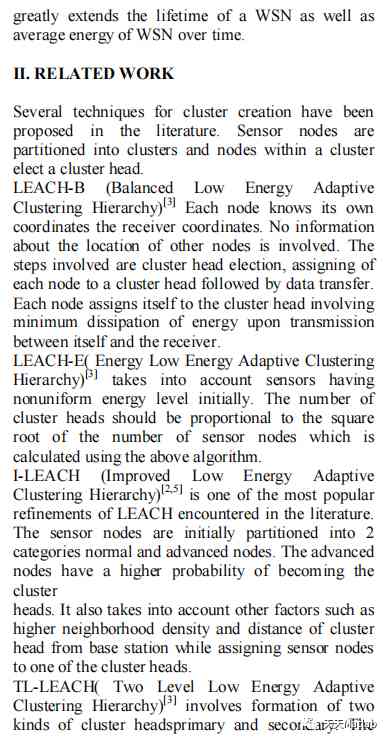 greatly extends the lifetime of a WSN as well as
average energy of WSN over time.
II. RELATED WORK
Several techniques for cluster creation have been
proposed in the literature. Sensor nodes are
partitioned into clusters and nodes within a cluster
elect a cluster head.
LEACH-B (Balanced Low Energy Adaptive
Clustering Hierarchy)[3] Each node knows its own
coordinates the receiver coordinates. No information
about the location of other nodes is involved. The
steps involved are cluster head election, assigning of
each node to a cluster head followed by data transfer.
Each node assigns itself to the cluster head involving
minimum dissipation of energy upon transmission
between itself and the receiver.
LEACH-E( Energy Low Energy Adaptive Clustering
Hierarchy)[3] takes into account sensors having
nonuniform energy level initially. The number of
cluster heads should be proportional to the square
root of the number of sensor nodes which is
calculated using the above algorithm.
I-LEACH (Improved Low Energy Adaptive
Clustering Hierarchy)[2,5] is one of the most popular
refinements of LEACH encountered in the literature.
The sensor nodes are initially partitioned into 2
categories normal and advanced nodes. The advanced
nodes have a higher probability of becoming the
cluster
heads. It also takes into account other factors such as
higher neighborhood density and distance of cluster
head from base station while assigning sensor nodes
to one of the cluster heads.
TL-LEACH( Two Level Low Energy Adaptive
Clustering Hierarchy)[3] involves formation of two
kinds of cluster headsprimary and secondary. The